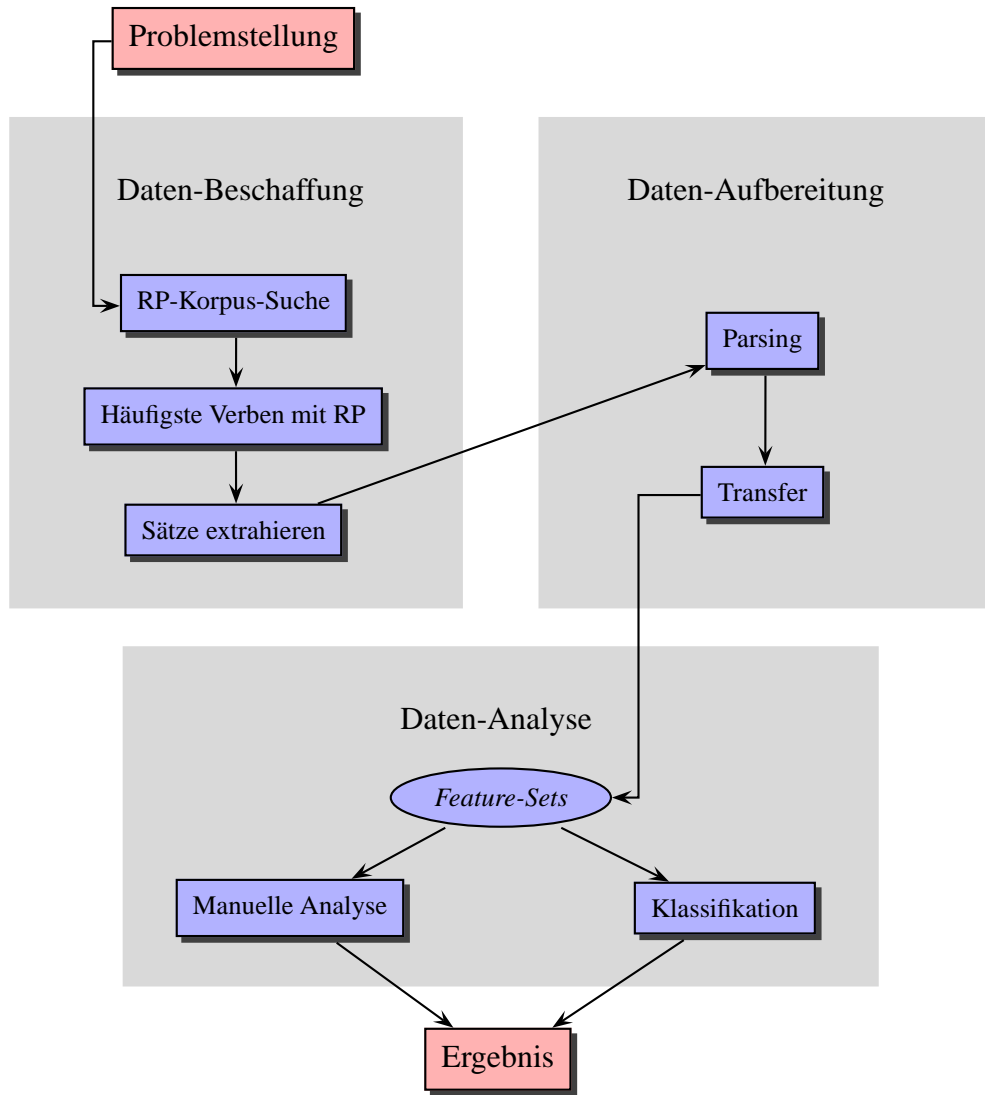 Problemstellung
Daten-Beschaffung
RP-Korpus-Suche
Häufigste Verben mit RP
Sätze extrahieren
Daten-Aufbereitung
Parsing
Transfer
Daten-Analyse
Feature-Sets
Manuelle Analyse
Klassifikation
Ergebnis